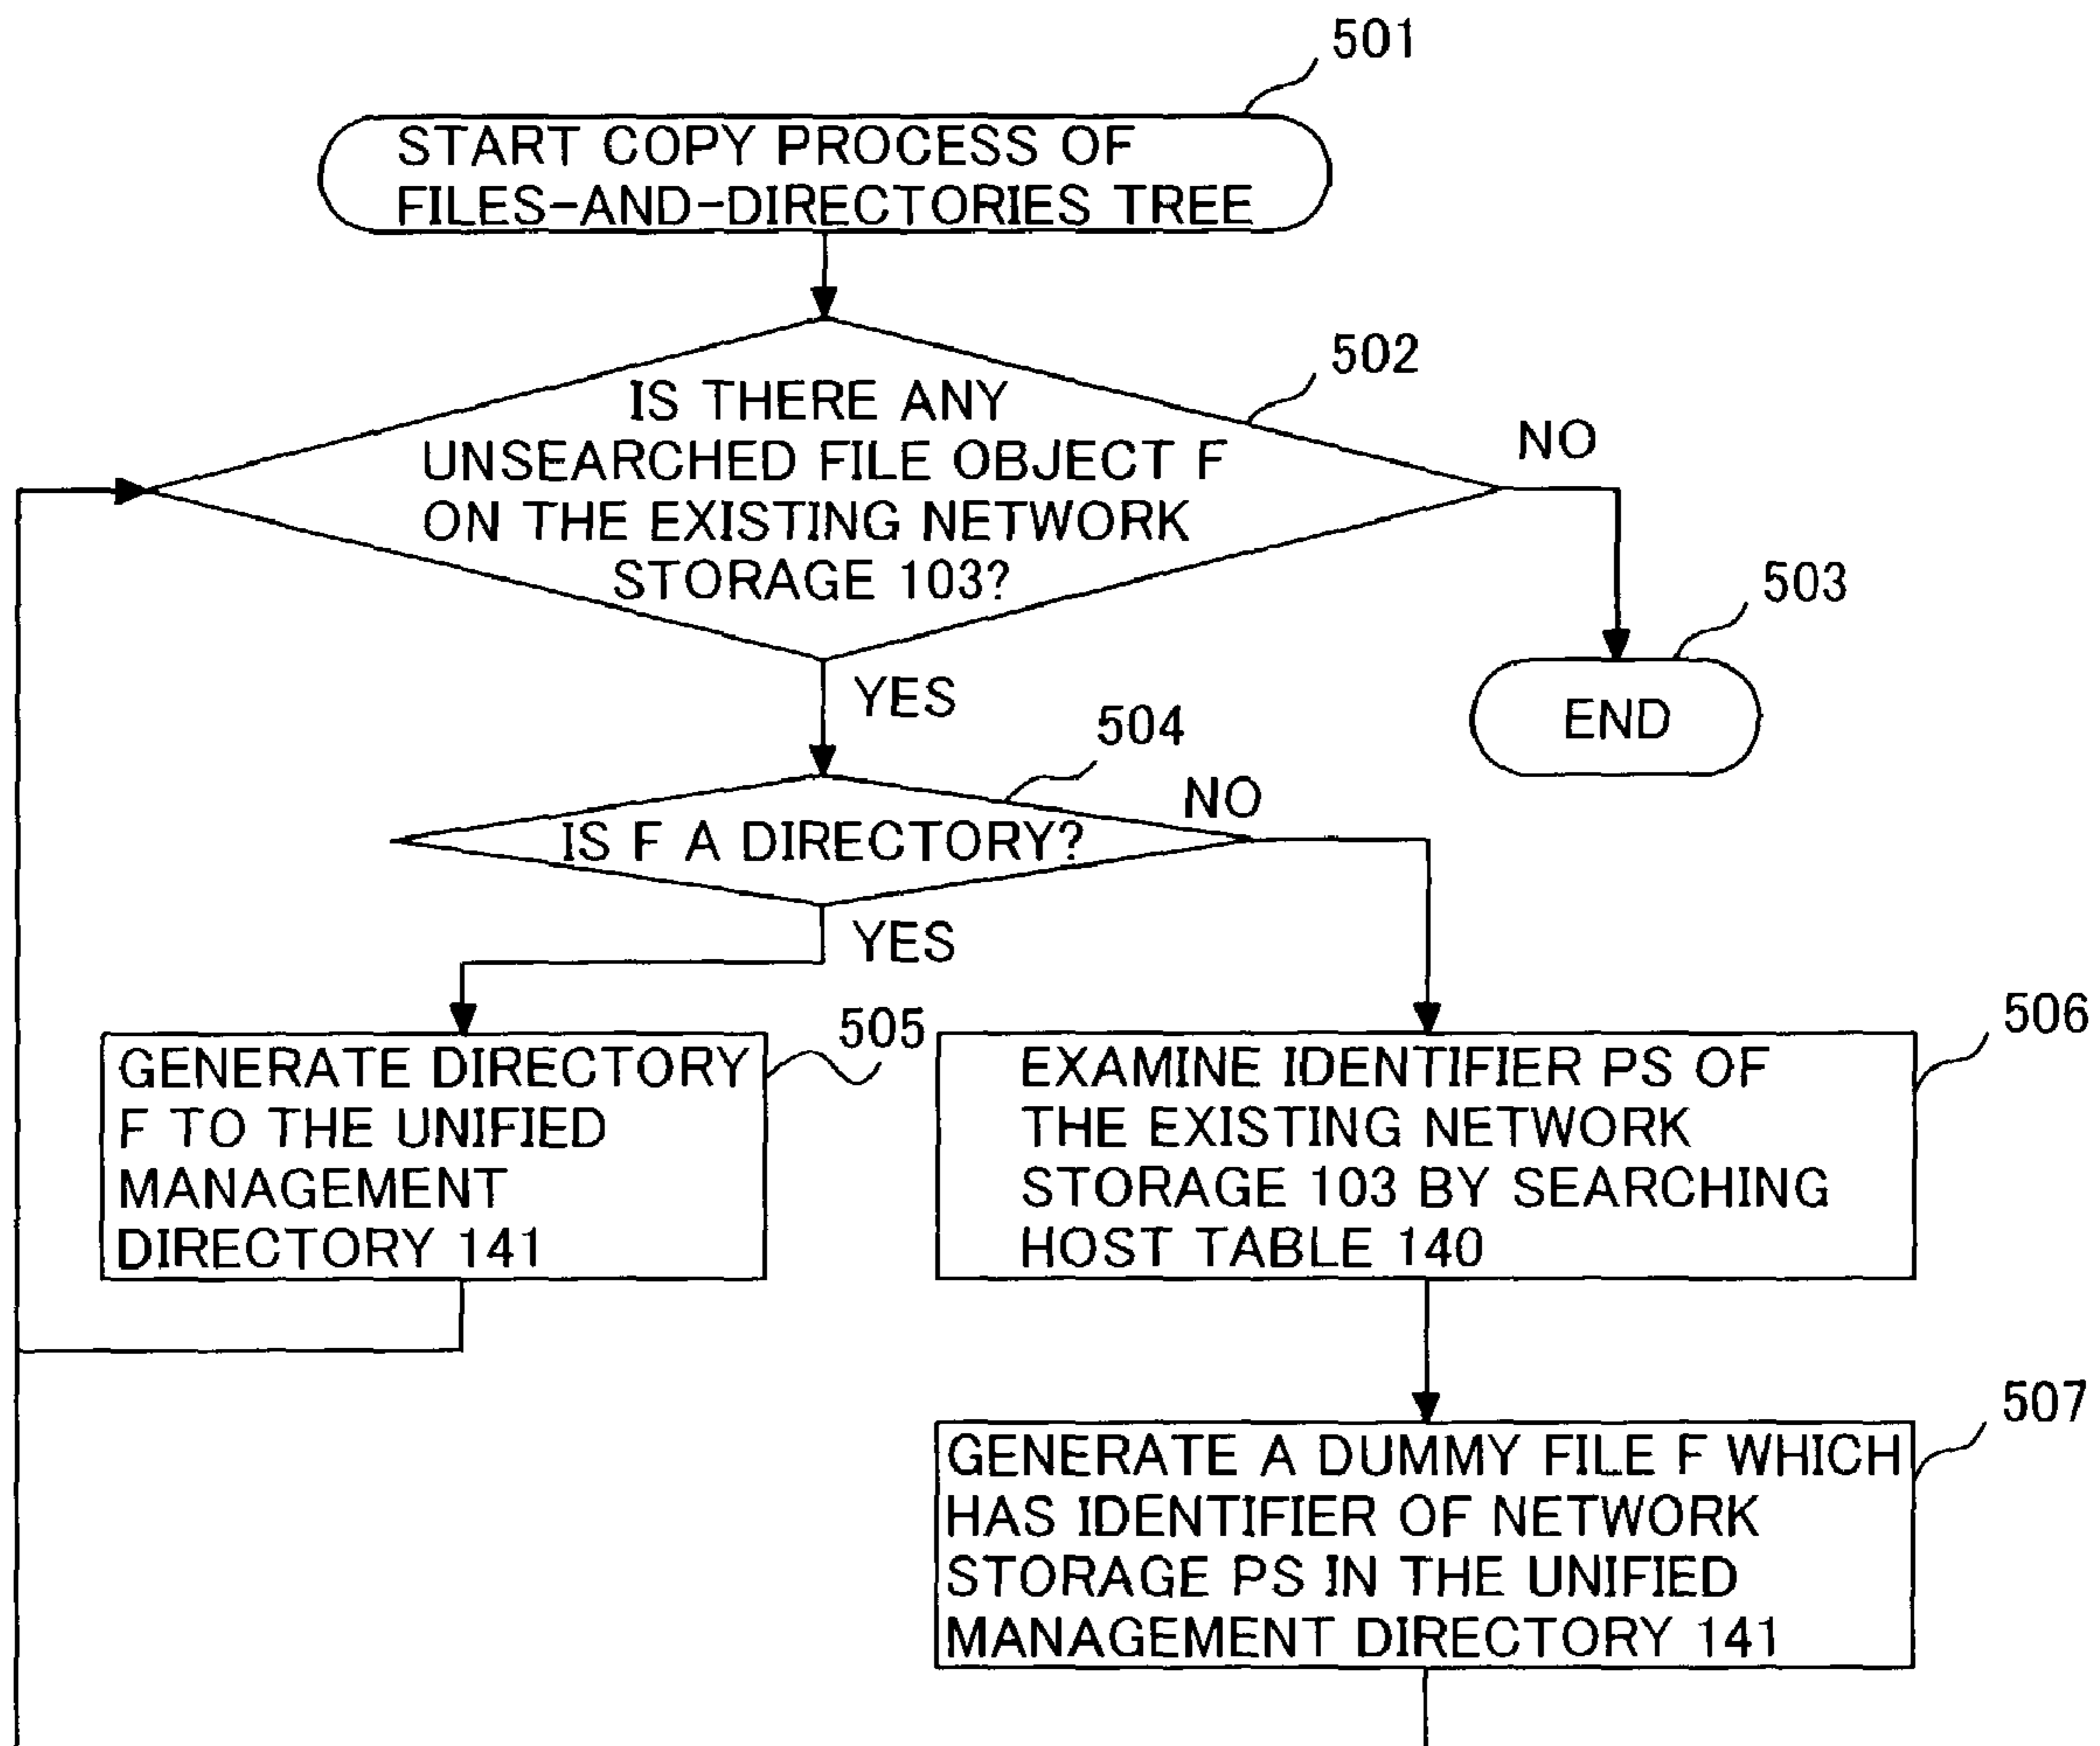 501
START COPY PROCESS OF
FILES-AND-DIRECTORIES TREE
502
IS THERE ANY
UNSEARCHED FILE OBJECT F
ON THE EXISTING NETWORK
STORAGE 103?
NO
503
END
YES
504
IS F A DIRECTORY?
NO
YES
505
GENERATE DIRECTORY
F TO THE UNIFIED
MANAGEMENT
DIRECTORY 141
506
EXAMINE IDENTIFIER PS OF
THE EXISTING NETWORK
STORAGE 103 BY SEARCHING
HOST TABLE 140
507
GENERATE A DUMMY FILE F WHICH
HAS IDENTIFIER OF NETWORK
STORAGE PS IN THE UNIFIED
MANAGEMENT DIRECTORY 141